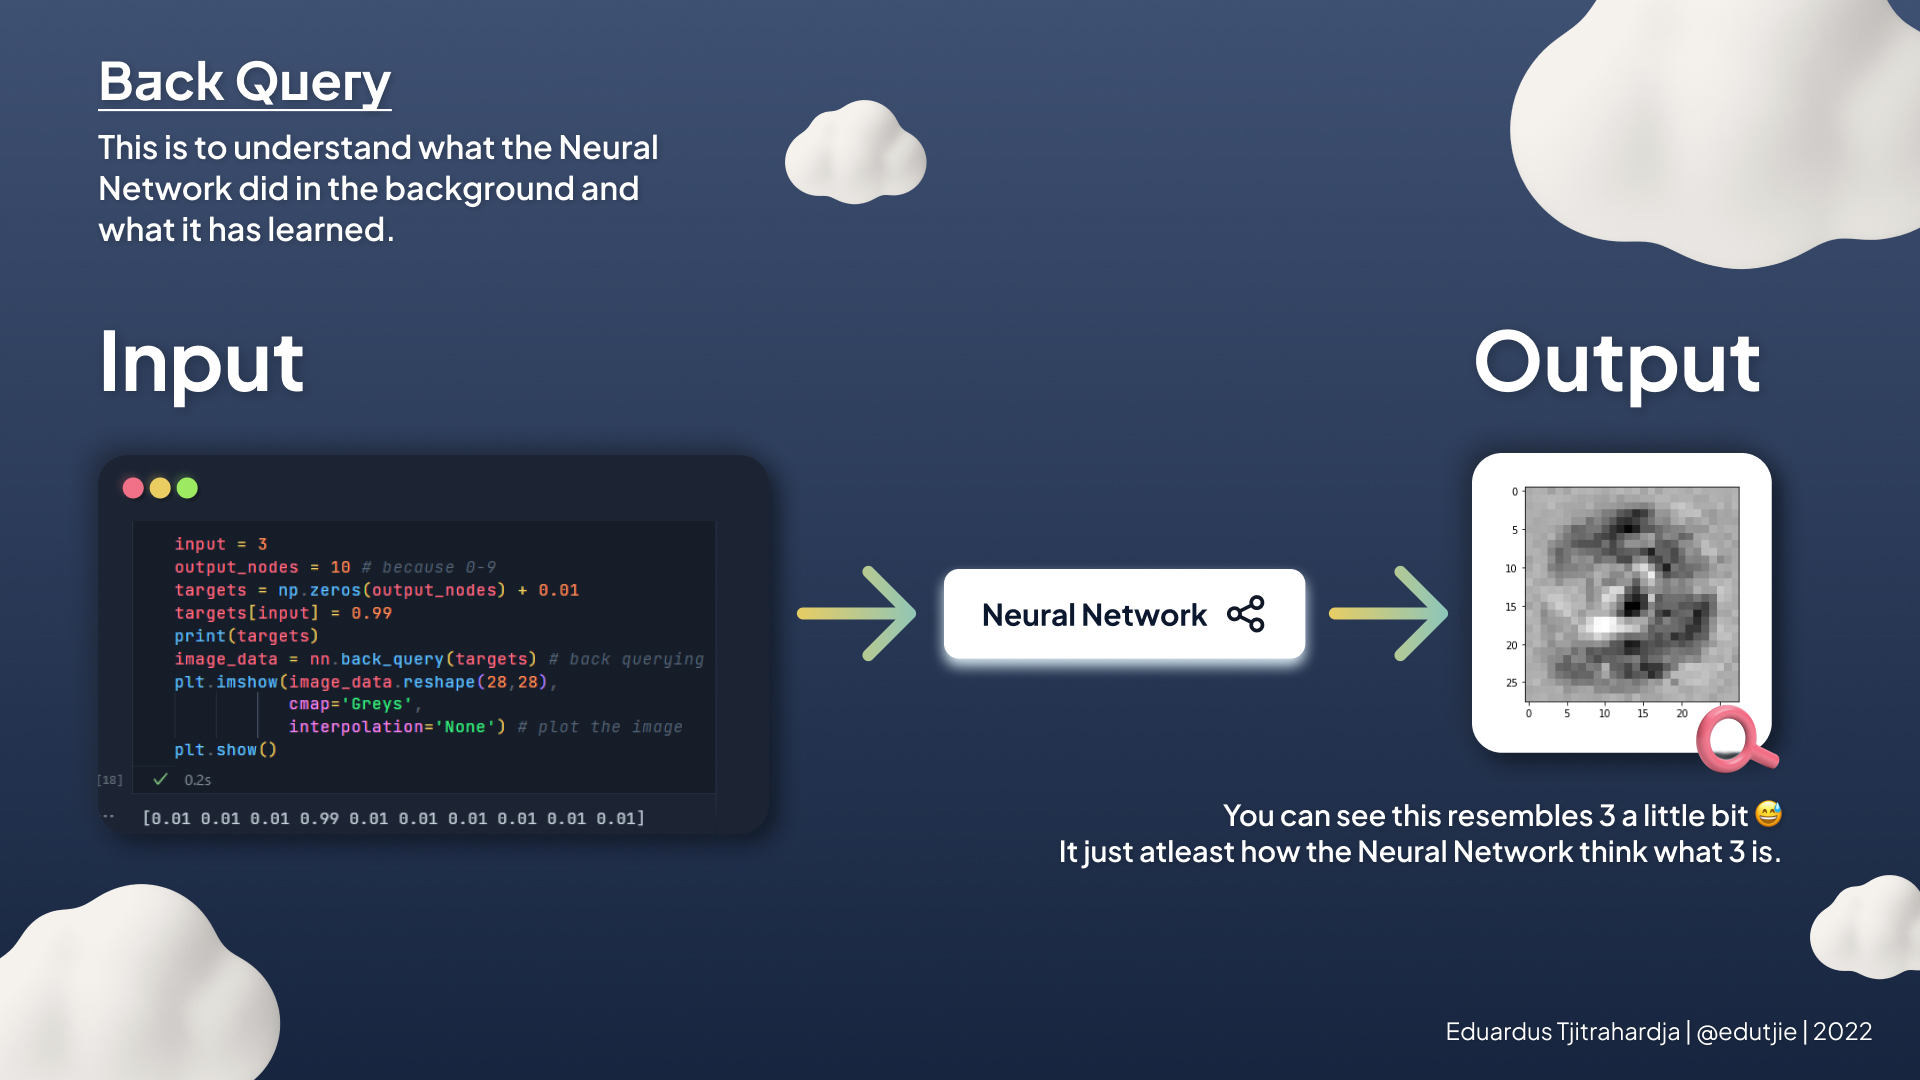 Back Query
This is to understand what the Neural
Network did in the background and
what it has learned.
Input
Output
input = 3
output_nodes = 10 # because 0-9
targets = np.zeros(output_nodes) + 0.01
targets[input] = 0.99
print(targets)
image_data = nn.back_query(targets) # back querying
plt.imshow(image_data.reshape(28,28),
cmap='Greys',
interpolation='None') # plot the image
plt.show()
[18]
0.2s
[0.01 0.01 0.01 0.99 0.01 0.01 0.01 0.01 0.01 0.01]
Neural Network
0
5
10
15
20
25
0 5 10 15 20
You can see this resembles 3 a little bit 😅
It just atleast how the Neural Network think what 3 is.
Eduardus Tjitrahardja | @edutjie | 2022